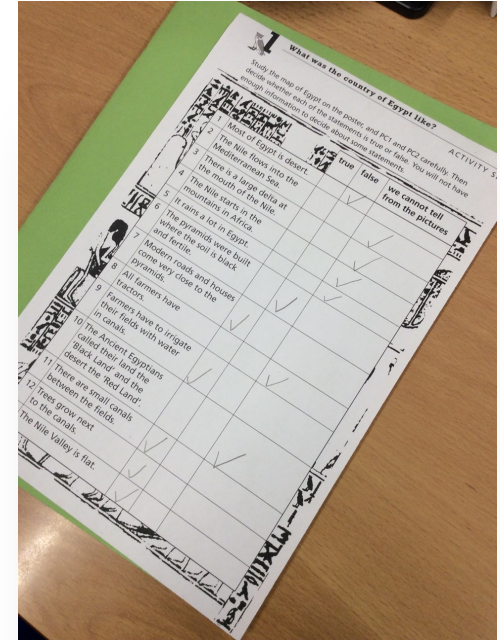 1
What was the country of Egypt like?
ACTIVITY S
Study the map of Egypt on the poster, and PC1 and PC2 carefully. Then
decide whether each of the statements is true or false. You will not have
enough information to decide about some statements.
true
false
we cannot tell
from the pictures
1 Most of Egypt is desert.
2 The Nile flows into the
Mediterranean Sea.
3 There is a large delta at
the mouth of the Nile.
4 The Nile starts in the
mountains in Africa.
5 It rains a lot in Egypt.
6 The pyramids were built
where the soil is black
and fertile.
7 Modern roads and houses
come very close to the
pyramids.
8 All farmers have
tractors.
9 Farmers have to irrigate
their fields with water
in canals.
10 The Ancient Egyptians
called their land the
'Black Land' and the
desert the 'Red Land'.
11 There are small canals
between the fields.
12 Trees grow next
to the canals.
The Nile Valley is flat.